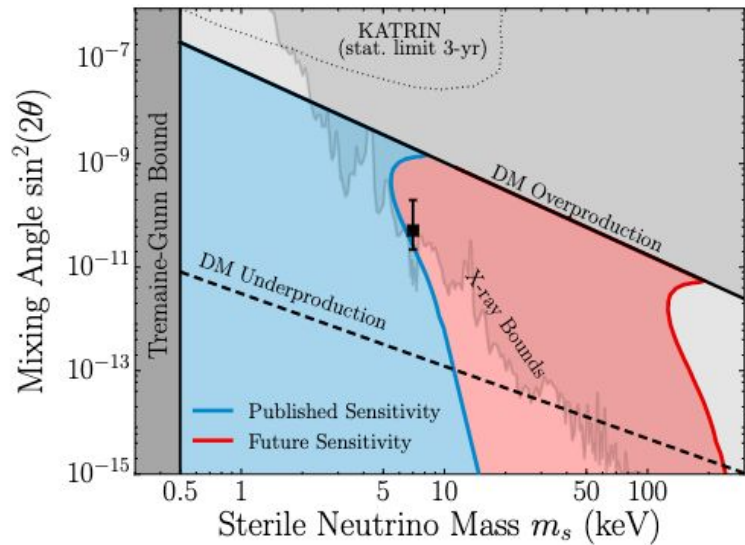 KATRIN
(stat. limit 3-yr)
Mixing Angle sin²(2θ)
10⁻⁷
10⁻⁹
10⁻¹¹
10⁻¹³
10⁻¹⁵
Tremaine-Gunn Bound
DM Overproduction
DM Underproduction
X-ray Bounds
Published Sensitivity
Future Sensitivity
0.5 1 5 10 50 100
Sterile Neutrino Mass mₛ (keV)